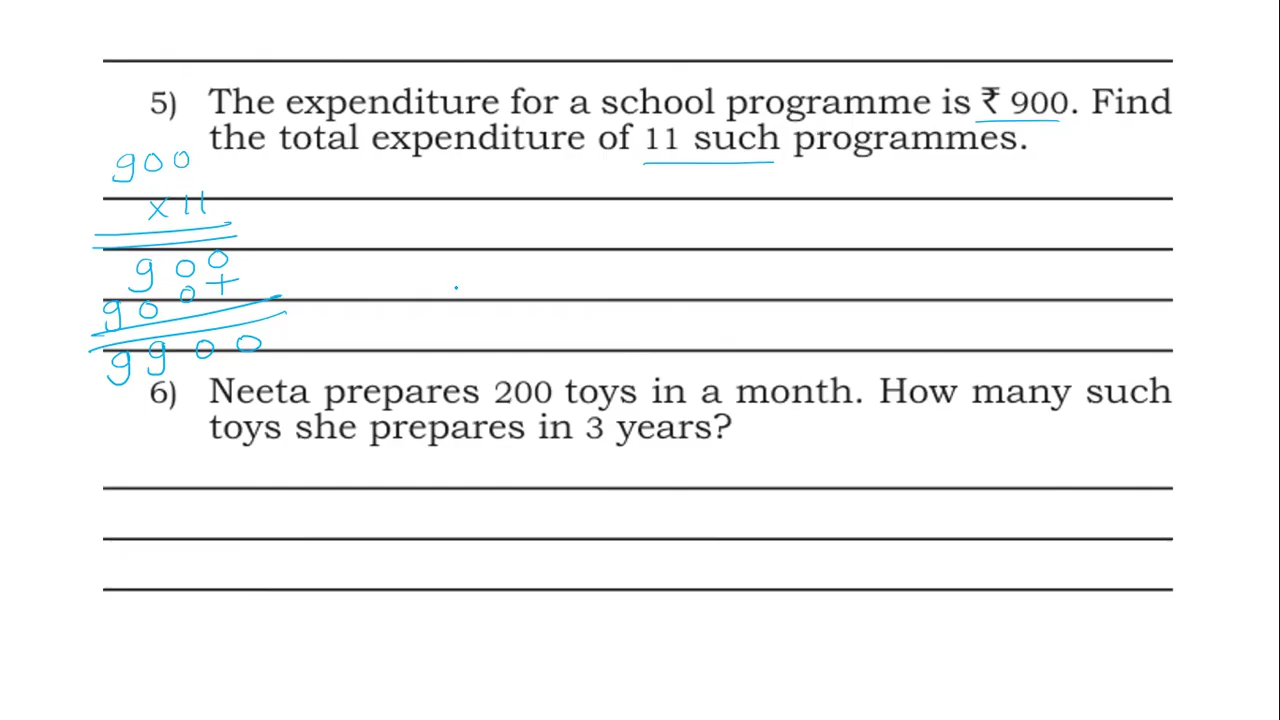 5) The expenditure for a school programme is ₹ 900. Find
the total expenditure of 11 such programmes.
900
x 11
900
900+
9900
6) Neeta prepares 200 toys in a month. How many such
toys she prepares in 3 years?